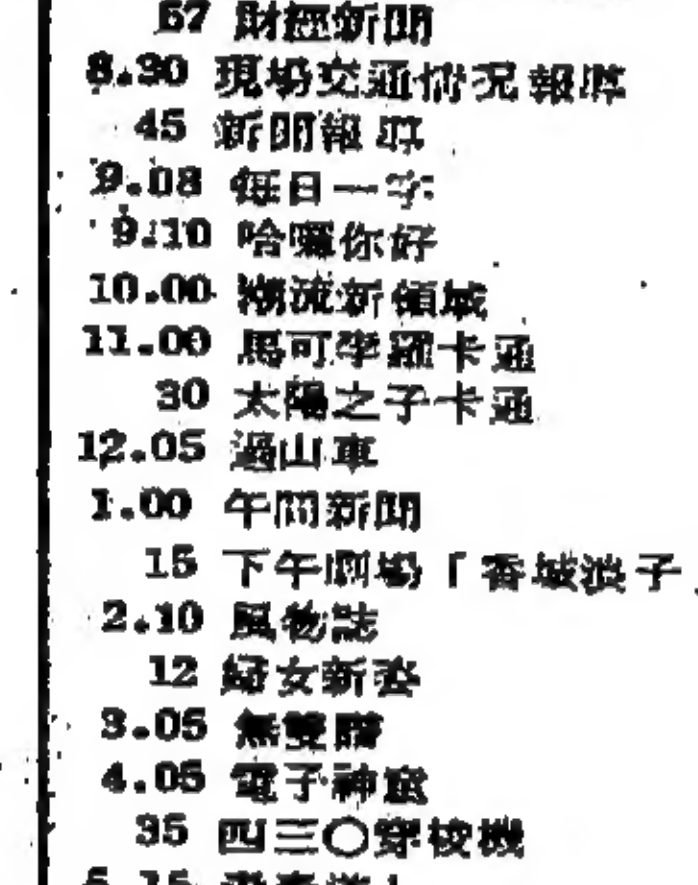 57 財經新聞
8.30 現場交通情况報導
45 新聞報導
9.08 每日一字
9.10 哈囉你好
10.00 潮流新領域
11.00 馬可孛羅卡通
30 太陽之子卡通
12.05 過山車
1.00 午間新聞
15 下午劇場「香城浪子」
2.10 風物誌
12 婦女新姿
3.05 無雙譜
4.05 電子神童
35 四三〇穿梭機
5.15